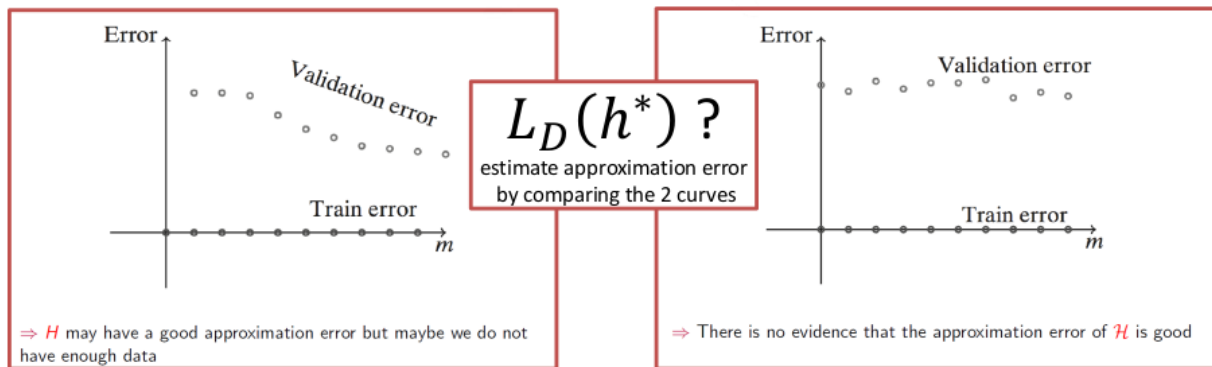 Error
Validation error
Train error
m
⇒ H may have a good approximation error but maybe we do not
have enough data
L_D(h*) ?
estimate approximation error
by comparing the 2 curves
Error
Validation error
Train error
m
⇒ There is no evidence that the approximation error of ℋ is good